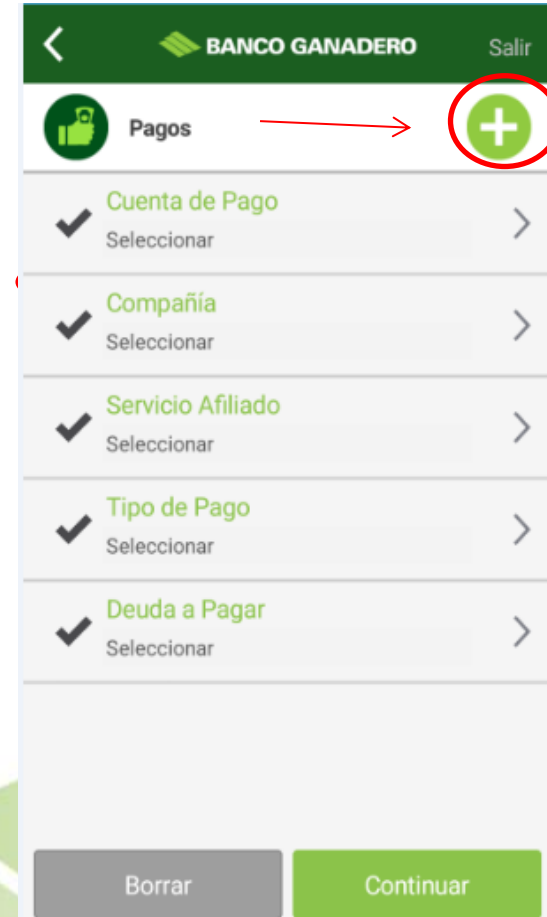 BANCO GANADERO Salir
Pagos
Cuenta de Pago
Seleccionar
Compañía
Seleccionar
Servicio Afiliado
Seleccionar
Tipo de Pago
Seleccionar
Deuda a Pagar
Seleccionar
Borrar Continuar